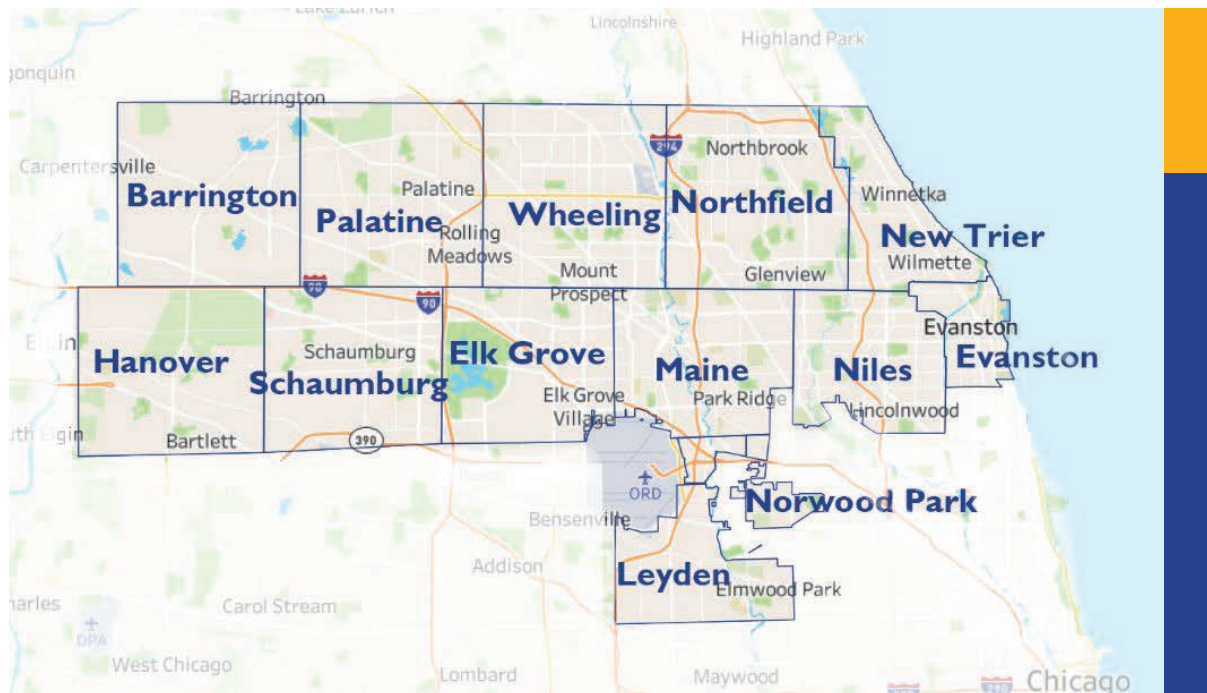 Lake Zurich
Lincolnshire
Highland Park
gonquin
Barrington
294
Northbrook
Carpentersville
Barrington
Palatine
Winnetka
Palatine
Wheeling
Northfield
Rolling
Meadows
New Trier
Wilmette
Mount
Prospect
Glenview
90
90
Elgin
Evanston
Hanover
Schaumburg
Elk Grove
Maine
Niles
Evanston
Schaumburg
Elk Grove
Village
Park Ridge
Lincolnwood
uth Elgin
Bartlett
390
ORD
Norwood Park
Bensenville
Addison
Leyden
Elmwood Park
harles
Carol Stream
DPA
West Chicago
Lombard
Maywood
290
Chicago